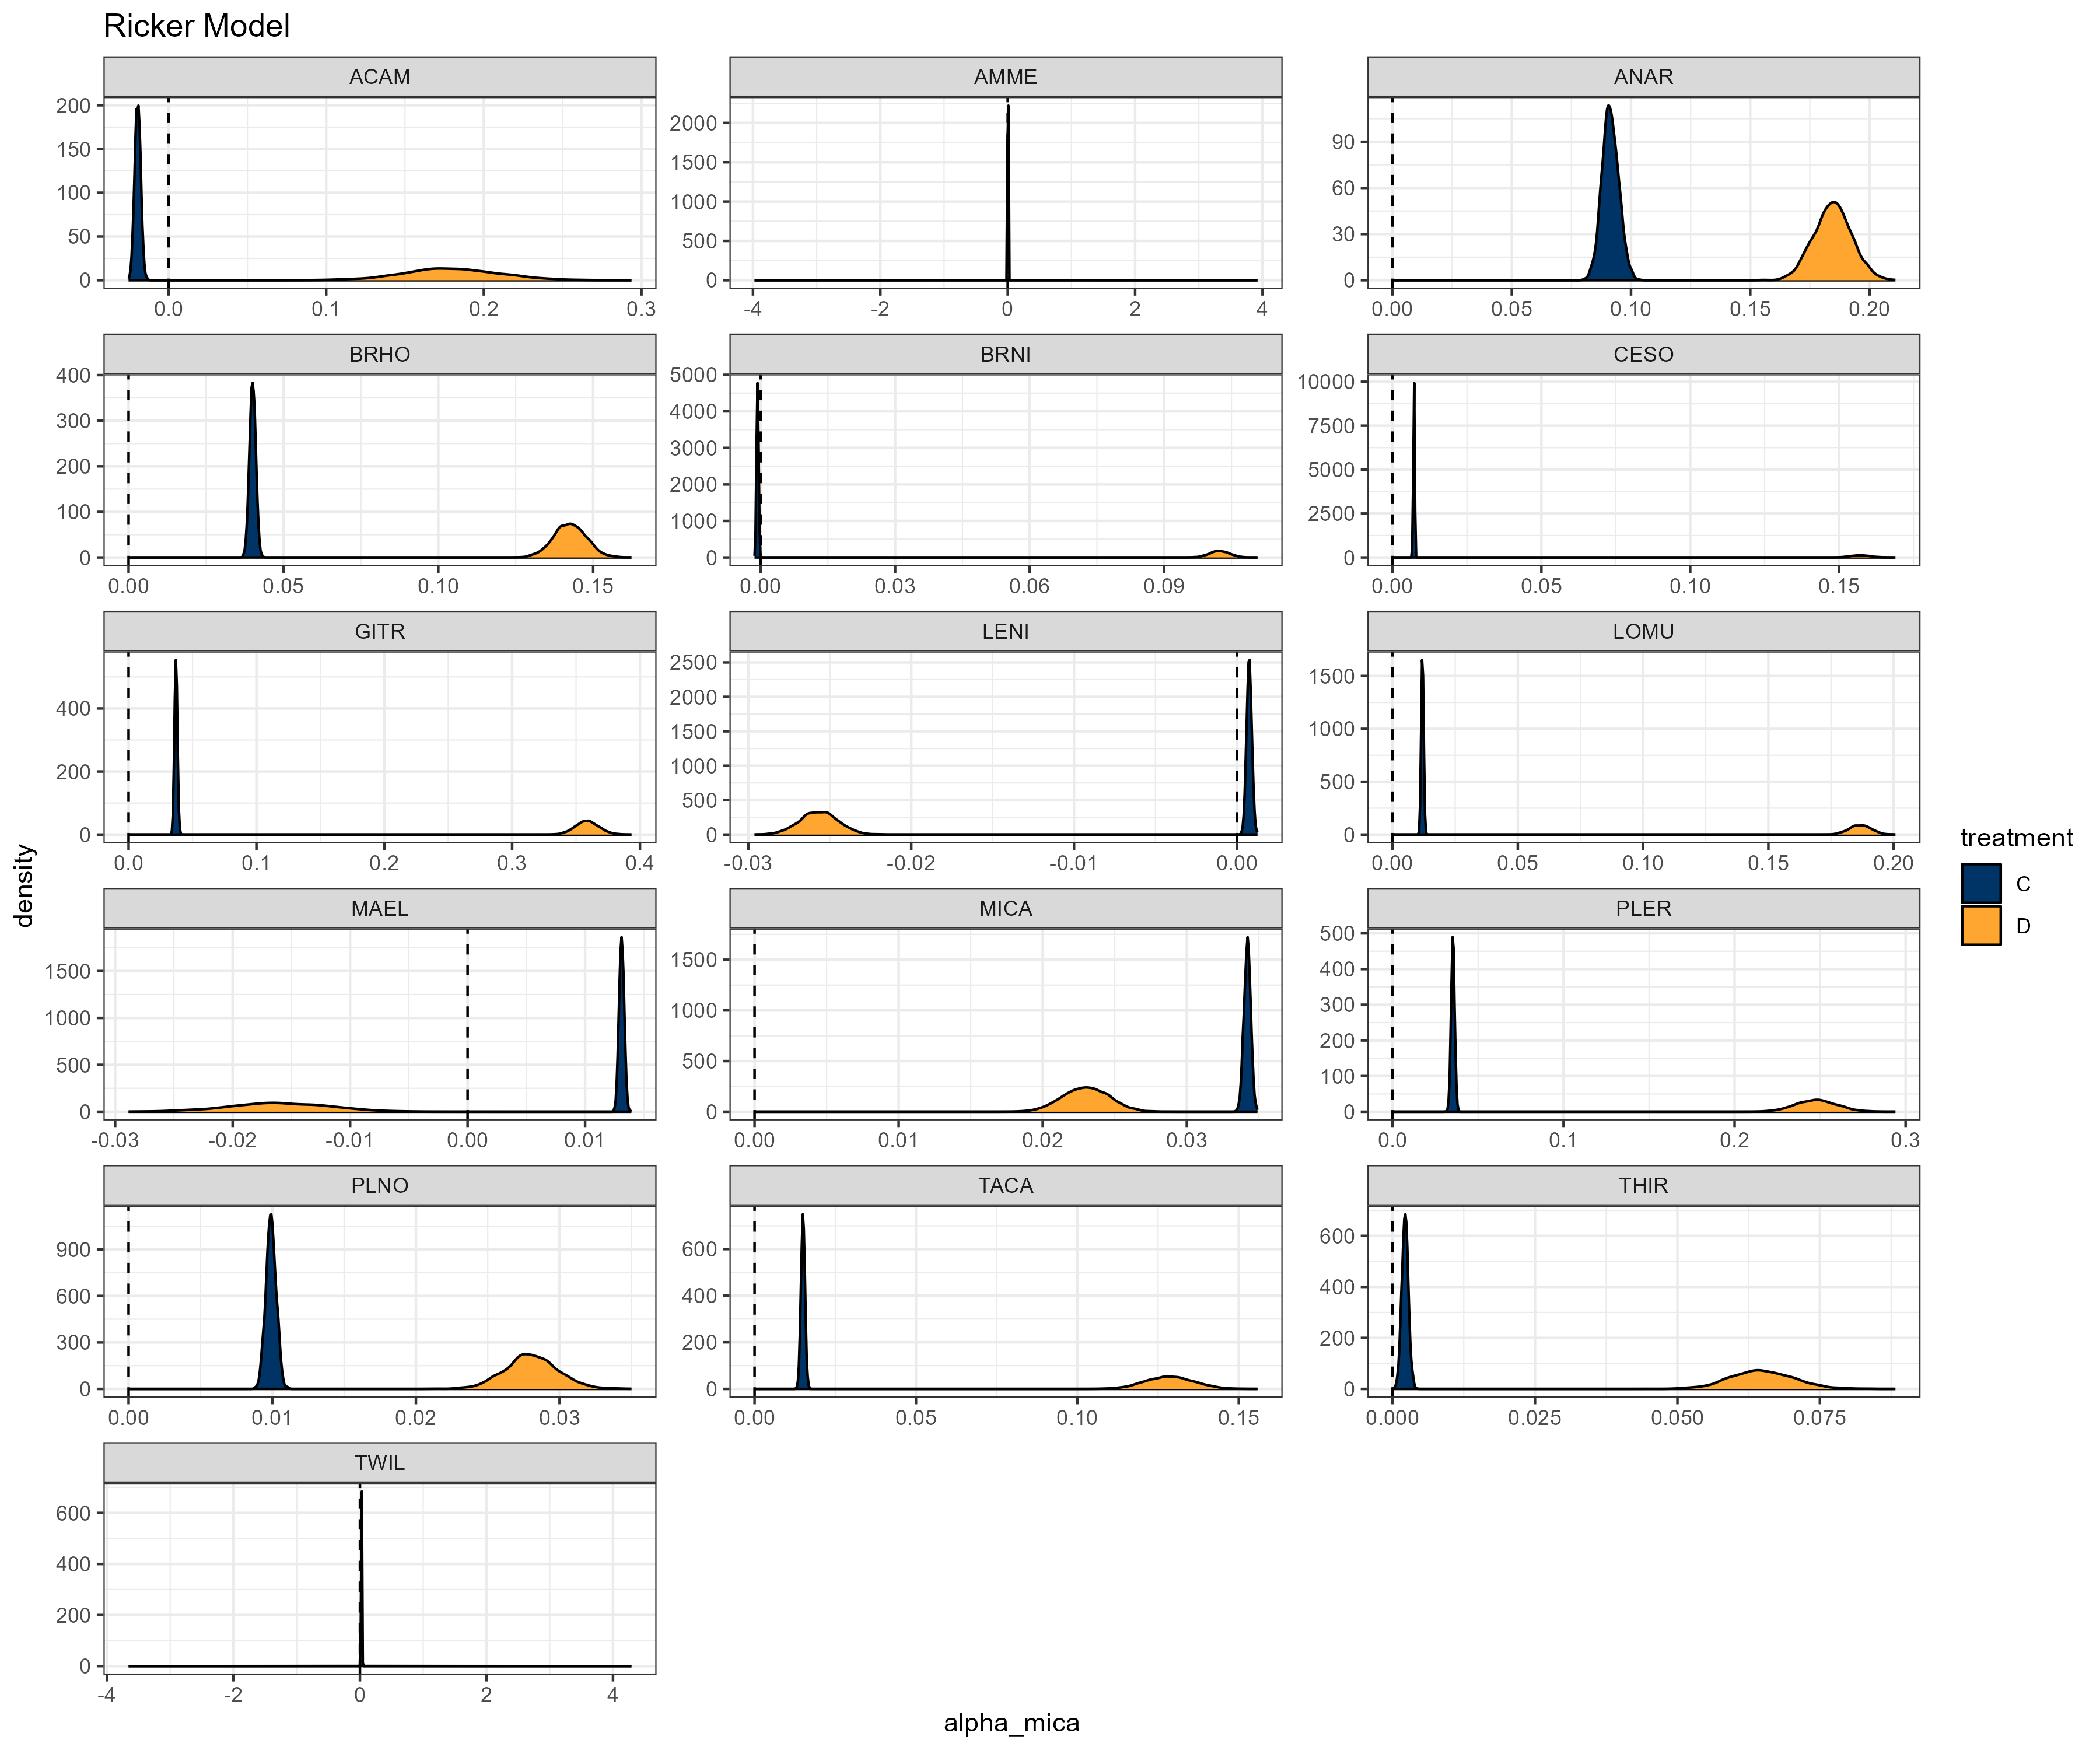 Ricker Model
ACAM AMME ANAR
200 150 100 50 0
2000 1500 1000 500 0
90 60 30 0
0.0 0.1 0.2 0.3
-4 -2 0 2 4
0.00 0.05 0.10 0.15 0.20
BRHO BRNI CESO
400 300 200 100 0
5000 4000 3000 2000 1000 0
10000 7500 5000 2500 0
0.00 0.05 0.10 0.15
0.00 0.03 0.06 0.09
0.00 0.05 0.10 0.15
GITR LENI LOMU
400 200 0
2500 2000 1500 1000 500 0
1500 1000 500 0
0.0 0.1 0.2 0.3 0.4
-0.03 -0.02 -0.01 0.00
0.00 0.05 0.10 0.15 0.20
MAEL MICA PLER
1500 1000 500 0
1500 1000 500 0
500 400 300 200 100 0
-0.03 -0.02 -0.01 0.00 0.01
0.00 0.01 0.02 0.03
0.0 0.1 0.2 0.3
PLNO TACA THIR
900 600 300 0
600 400 200 0
600 400 200 0
0.00 0.01 0.02 0.03
0.00 0.05 0.10 0.15
0.000 0.025 0.050 0.075
TWIL
600 400 200 0
-4 -2 0 2 4
density
alpha_mica
treatment
C
D